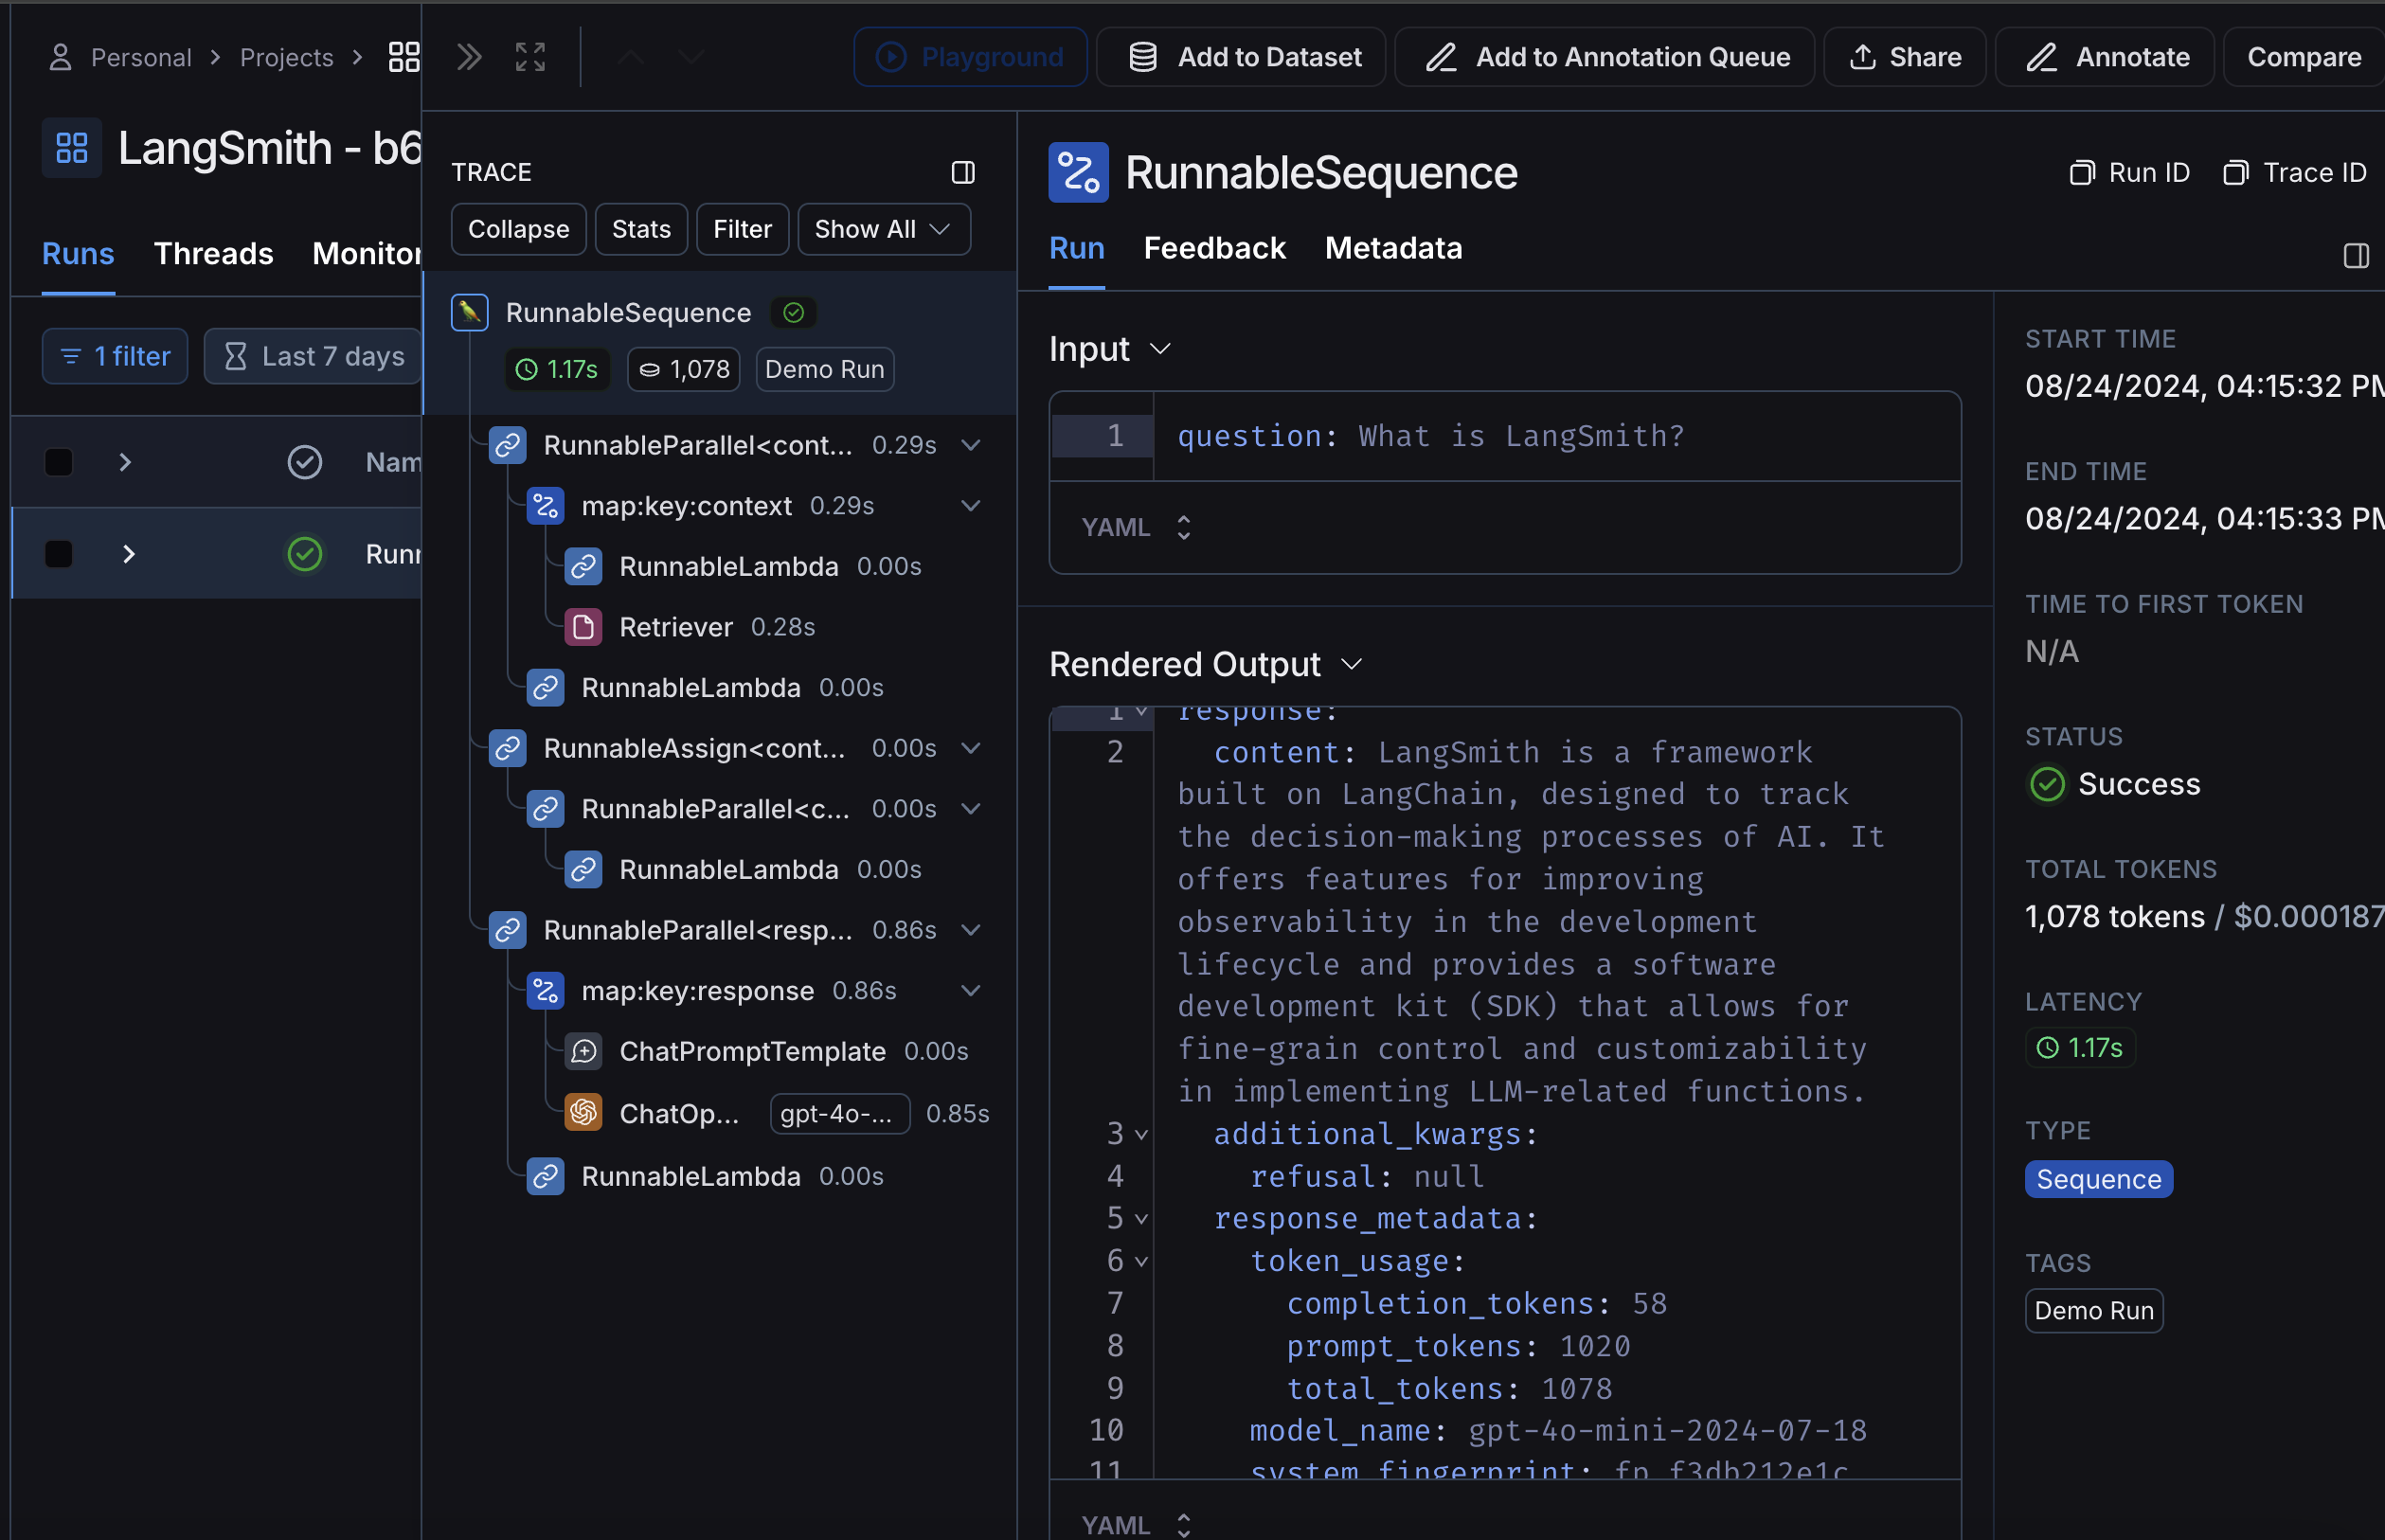 Personal > Projects >
LangSmith - b6
Runs Threads Monitor
1 filter Last 7 days
Nam
Runn
Playground Add to Dataset Add to Annotation Queue Share Annotate Compare
TRACE
Collapse Stats Filter Show All
RunnableSequence
1.17s 1,078 Demo Run
RunnableParallel<cont... 0.29s
map:key:context 0.29s
RunnableLambda 0.00s
Retriever 0.28s
RunnableLambda 0.00s
RunnableAssign<cont... 0.00s
RunnableParallel<c... 0.00s
RunnableLambda 0.00s
RunnableParallel<resp... 0.86s
map:key:response 0.86s
ChatPromptTemplate 0.00s
ChatOp... gpt-4o-... 0.85s
RunnableLambda 0.00s
RunnableSequence
Run ID Trace ID
Run Feedback Metadata
Input
1 question: What is LangSmith?
YAML
Rendered Output
1 response:
2 content: LangSmith is a framework
built on LangChain, designed to track
the decision-making processes of AI. It
offers features for improving
observability in the development
lifecycle and provides a software
development kit (SDK) that allows for
fine-grain control and customizability
in implementing LLM-related functions.
3 additional_kwargs:
4 refusal: null
5 response_metadata:
6 token_usage:
7 completion_tokens: 58
8 prompt_tokens: 1020
9 total_tokens: 1078
10 model_name: gpt-4o-mini-2024-07-18
11 system_fingerprint: fp_f3db212e1c
YAML
START TIME
08/24/2024, 04:15:32 PM
END TIME
08/24/2024, 04:15:33 PM
TIME TO FIRST TOKEN
N/A
STATUS
Success
TOTAL TOKENS
1,078 tokens / $0.000187
LATENCY
1.17s
TYPE
Sequence
TAGS
Demo Run